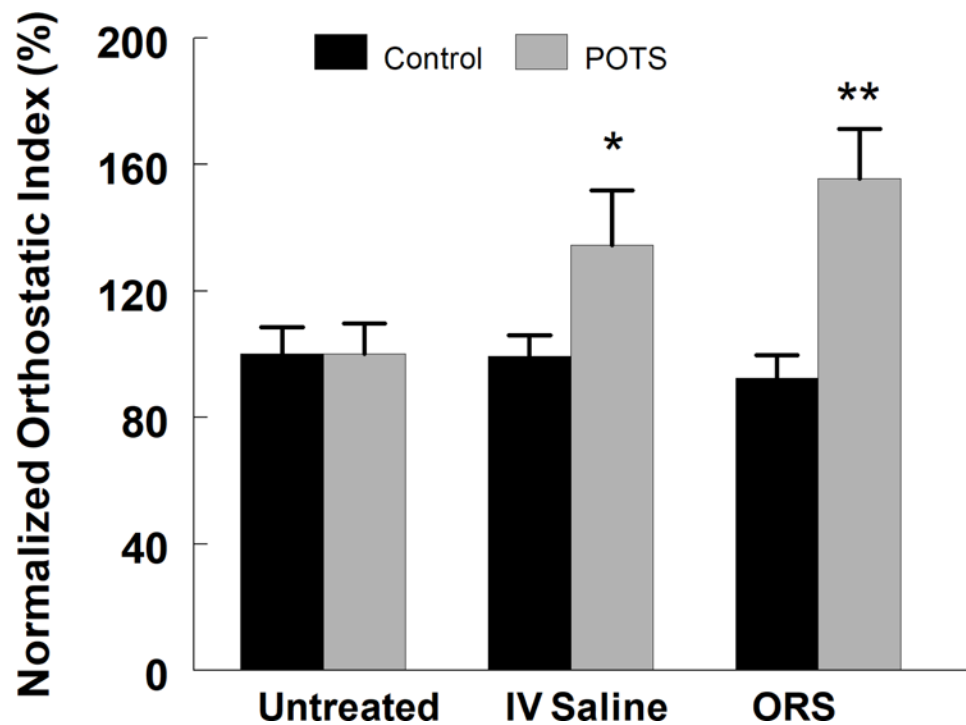 Normalized Orthostatic Index (%)
200
160
120
80
40
0
Control
POTS
*
**
Untreated
IV Saline
ORS